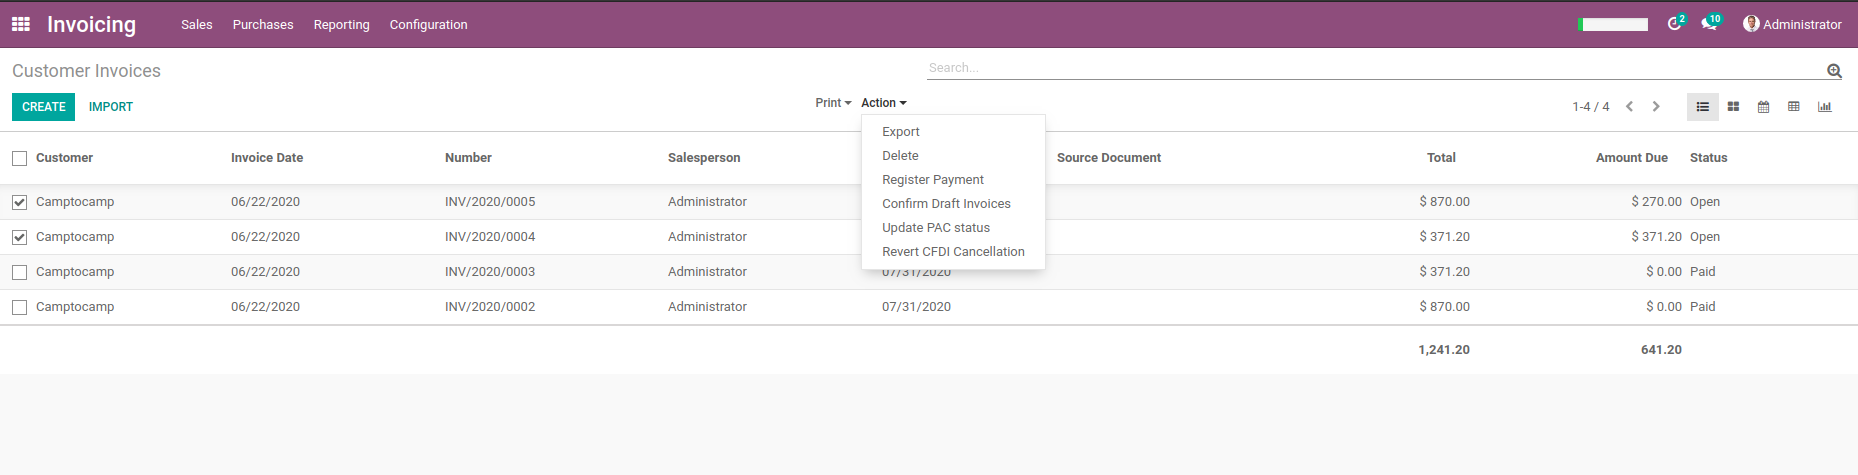 Invoicing Sales Purchases Reporting Configuration 2 10 Administrator
Customer Invoices Search...
CREATE IMPORT Print Action 1-4 / 4
Export
Delete
Register Payment
Confirm Draft Invoices
Update PAC status
Revert CFDI Cancellation
Customer Invoice Date Number Salesperson Source Document Total Amount Due Status
Camptocamp 06/22/2020 INV/2020/0005 Administrator $ 870.00 $ 270.00 Open
Camptocamp 06/22/2020 INV/2020/0004 Administrator $ 371.20 $ 371.20 Open
Camptocamp 06/22/2020 INV/2020/0003 Administrator 07/31/2020 $ 371.20 $ 0.00 Paid
Camptocamp 06/22/2020 INV/2020/0002 Administrator 07/31/2020 $ 870.00 $ 0.00 Paid
1,241.20 641.20